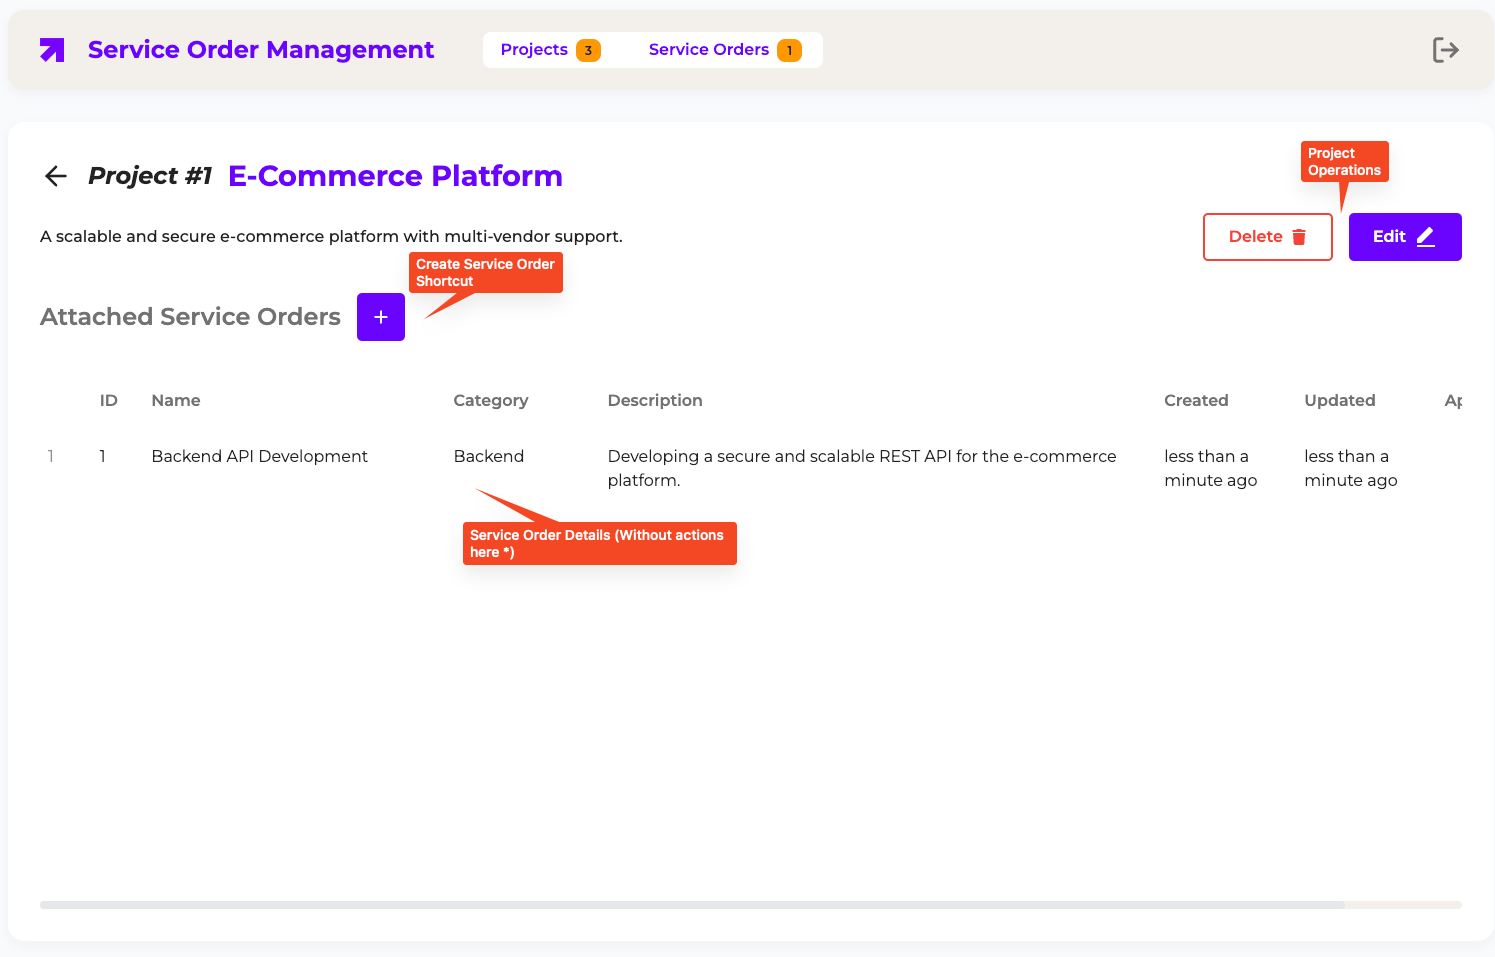 Service Order Management
Projects 3
Service Orders 1
Project #1 E-Commerce Platform
Project
Operations
A scalable and secure e-commerce platform with multi-vendor support.
Delete
Edit
Create Service Order
Shortcut
Attached Service Orders +
ID Name Category Description Created Updated Ap
1 1 Backend API Development Backend Developing a secure and scalable REST API for the e-commerce less than a less than a
platform. minute ago minute ago
Service Order Details (Without actions
here *)